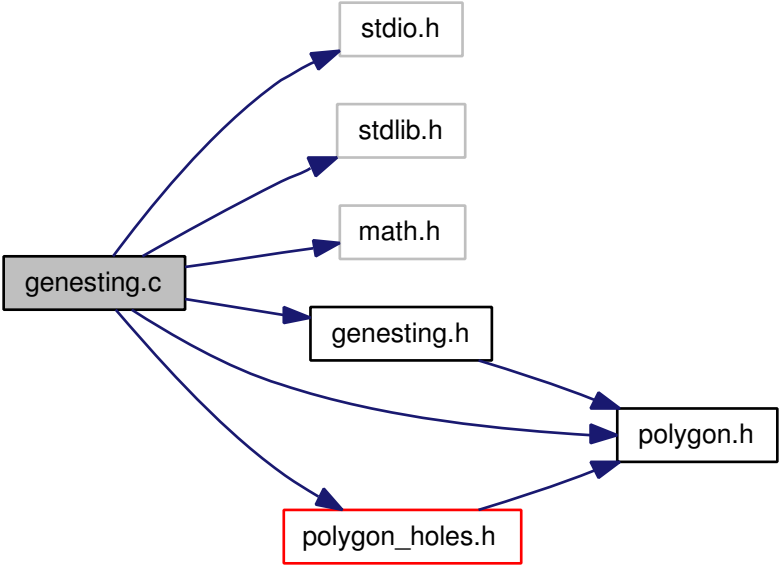 stdio.h
stdlib.h
math.h
genesting.c
genesting.h
polygon.h
polygon_holes.h